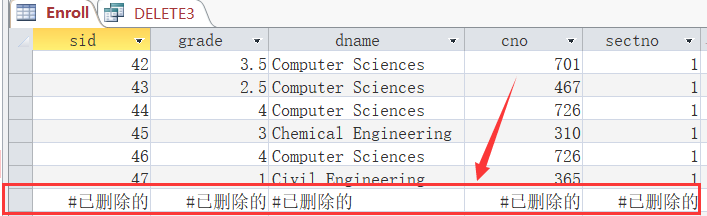 Enroll DELETE3
sid grade dname cno sectno
42 3.5 Computer Sciences 701 1
43 2.5 Computer Sciences 467 1
44 4 Computer Sciences 726 1
45 3 Chemical Engineering 310 1
46 4 Computer Sciences 726 1
47 1 Civil Engineering 365 1
#已删除的 #已删除的 #已删除的 #已删除的 #已删除的